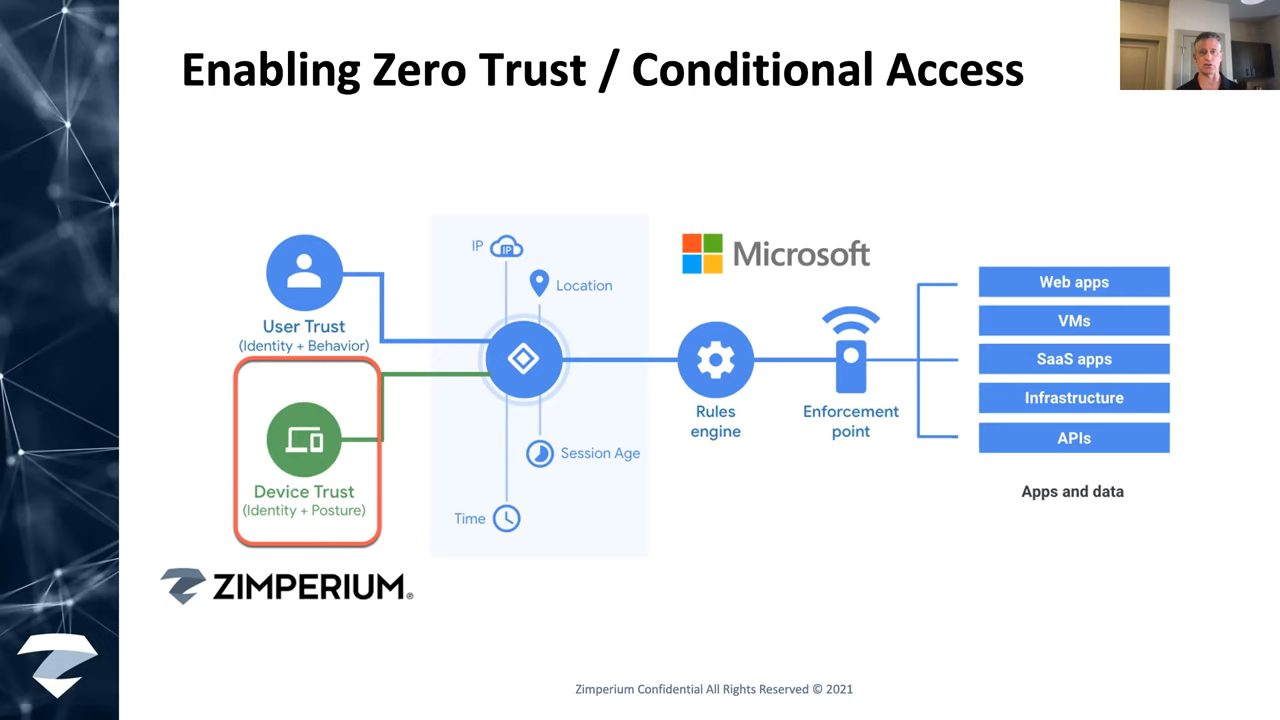 Enabling Zero Trust / Conditional Access
IP
IP
Location
Microsoft
User Trust
(Identity + Behavior)
Device Trust
(Identity + Posture)
Session Age
Time
Rules
engine
Enforcement
point
Web apps
VMs
SaaS apps
Infrastructure
APIs
Apps and data
ZIMPERIUM®
Zimperium Confidential All Rights Reserved © 2021